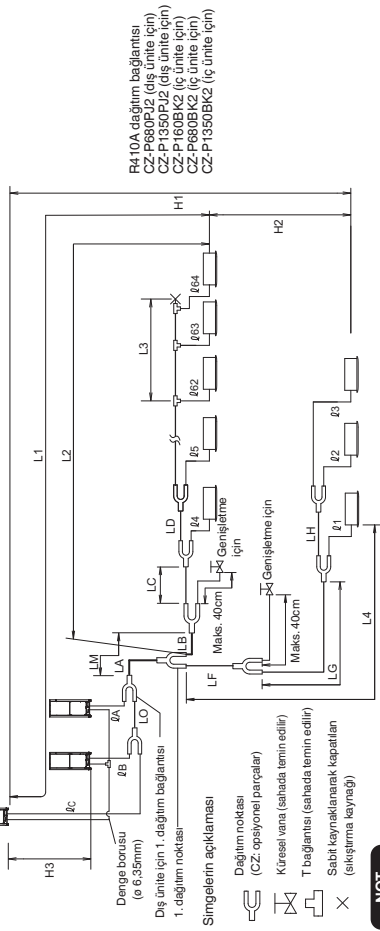 R410A dağıtım bağlantısı
CZ-P680PJ2 (dış ünite için)
CZ-P1350PJ2 (dış ünite için)
CZ-P160BK2 (iç ünite için)
CZ-P680BK2 (iç ünite için)
CZ-P1350BK2 (iç ünite için)
H1
L1
L2
H2
L3
ℓ64
ℓ63
ℓ62
ℓ5
ℓ4
LD
LC
Genişletme
için
Maks. 40cm
LB
LM
LA
ℓA
LO
ℓB
ℓC
H3
LF
Genişletme için
Maks. 40cm
LG
LH
ℓ3
ℓ2
ℓ1
L4
Denge borusu
(ø 6,35mm)
Dış ünite için 1. dağıtım bağlantısı
1. dağıtım noktası
Simgelerin açıklaması
Dağıtım noktası
(CZ: opsiyonel parçalar)
Küresel vana (sahada temin edilir)
T bağlantısı (sahada temin edilir)
Sabit kaynaklanarak kapatılan
(sıkıştırma kaynağı)
NOT